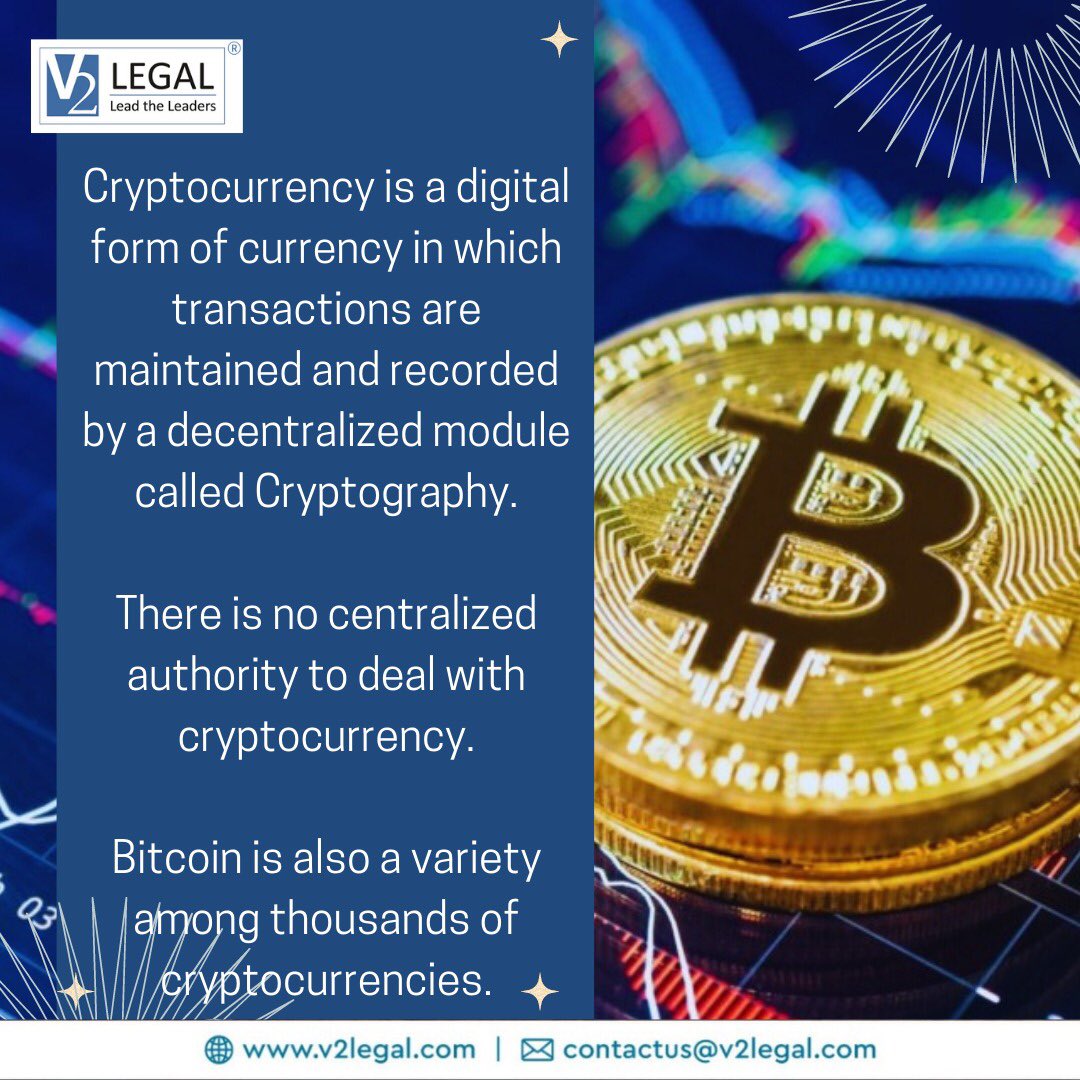 V2 LEGAL®
Lead the Leaders
Cryptocurrency is a digital
form of currency in which
transactions are
maintained and recorded
by a decentralized module
called Cryptography.
There is no centralized
authority to deal with
cryptocurrency.
Bitcoin is also a variety
among thousands of
cryptocurrencies.
03
www.v2legal.com | contactus@v2legal.com